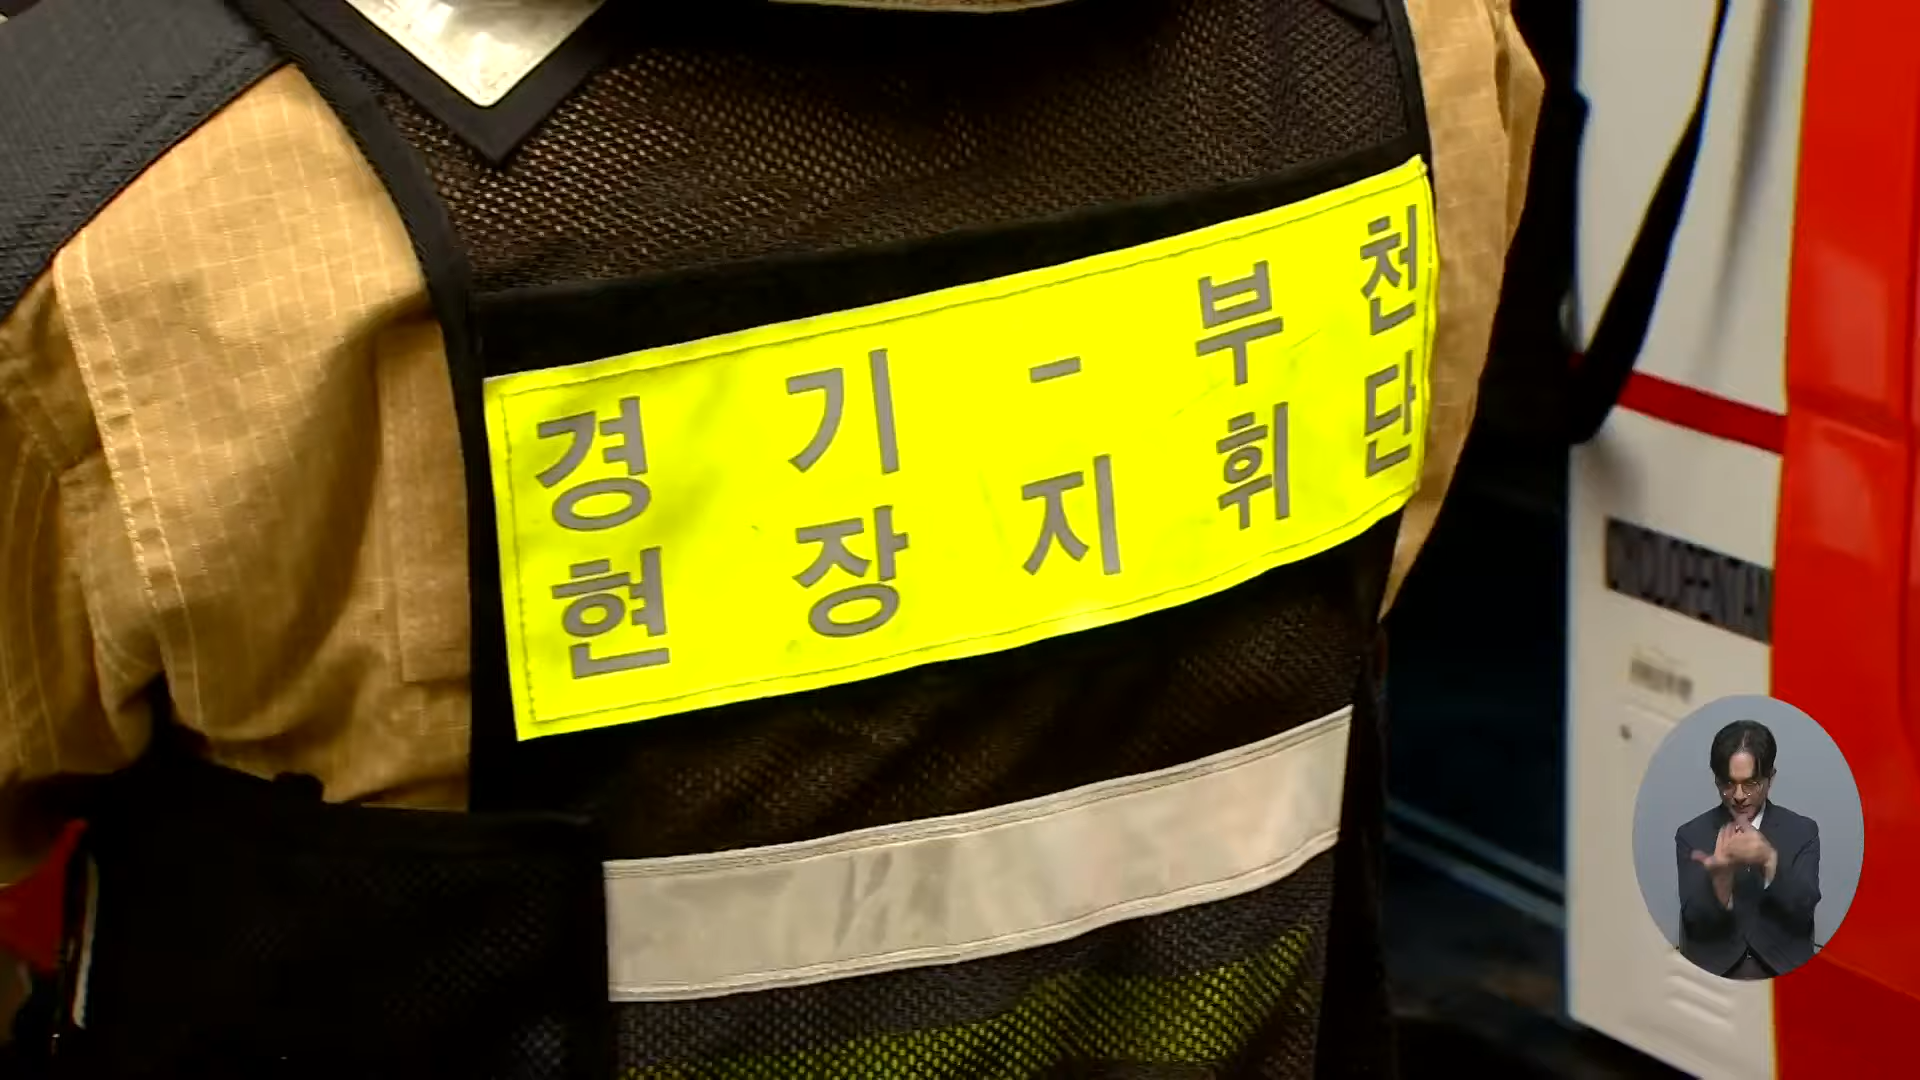 경 기 - 부 천
현 장 지 휘 단